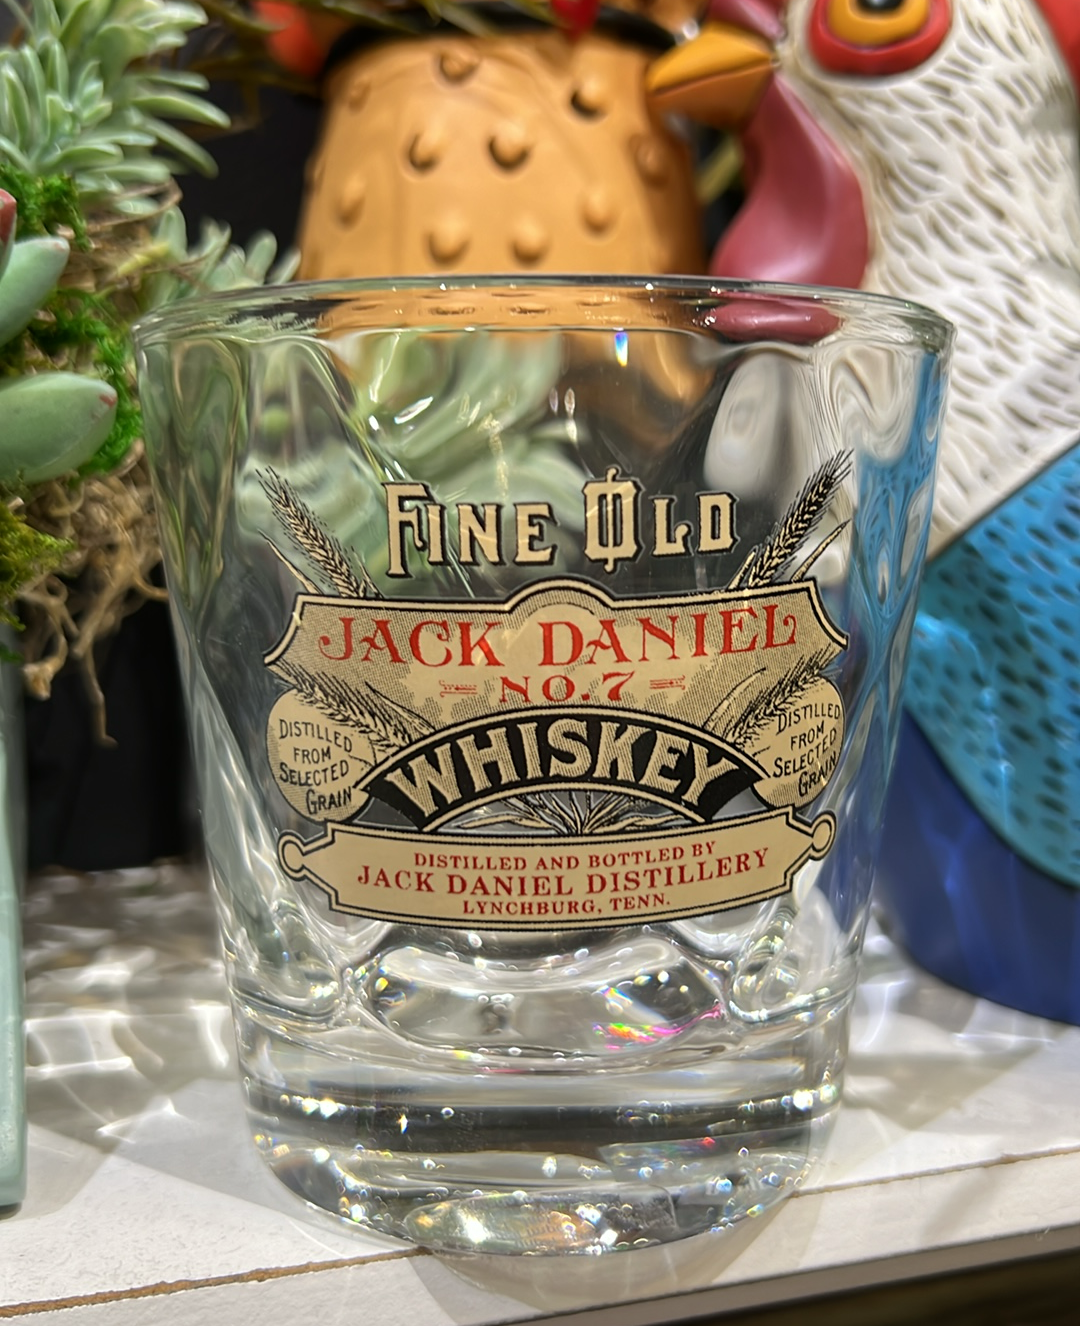 FINE OLD
JACK DANIEL
NO. 7
WHISKEY
DISTILLED
FROM
SELECTED
GRAIN
DISTILLED
FROM
SELECTED
GRAIN
DISTILLED AND BOTTLED BY
JACK DANIEL DISTILLERY
LYNCHBURG, TENN.